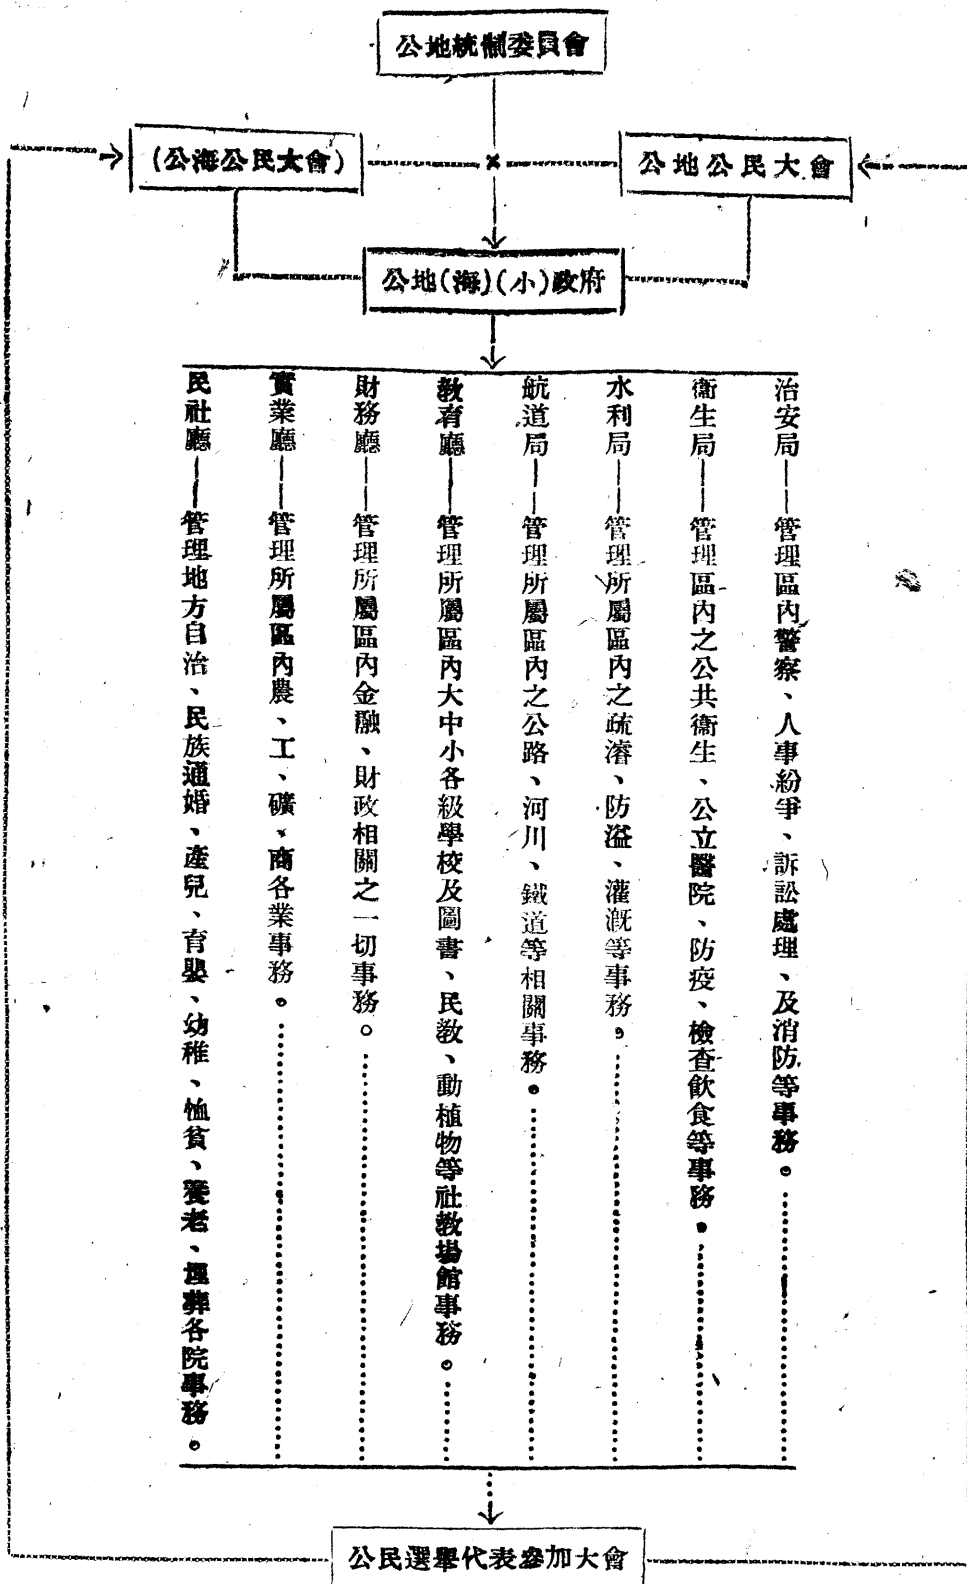 公地統制委員會
(公海公民大會)
公地公民大會
公地(海)(小)政府
治安局——管理區內警察、人事紛爭、訴訟處理、及消防等事務。
衞生局——管理區內之公共衞生、公立醫院、防疫、檢查飲食等事務。
水利局——管理所屬區內之疏濬、防溢、灌漑等事務。
航道局——管理所屬區內之公路、河川、鐵道等相關事務。
教育廳——管理所屬區內大中小各級學校及圖書、民教、動植物等社教場館事務。
財務廳——管理所屬區內金融、財政相關之一切事務。
實業廳——管理所屬區內農、工、礦、商各業事務。
民社廳——管理地方自治、民族通婚、產兒、育嬰、幼稚、恤貧、養老、埋葬各院事務。
公民選舉代表參加大會